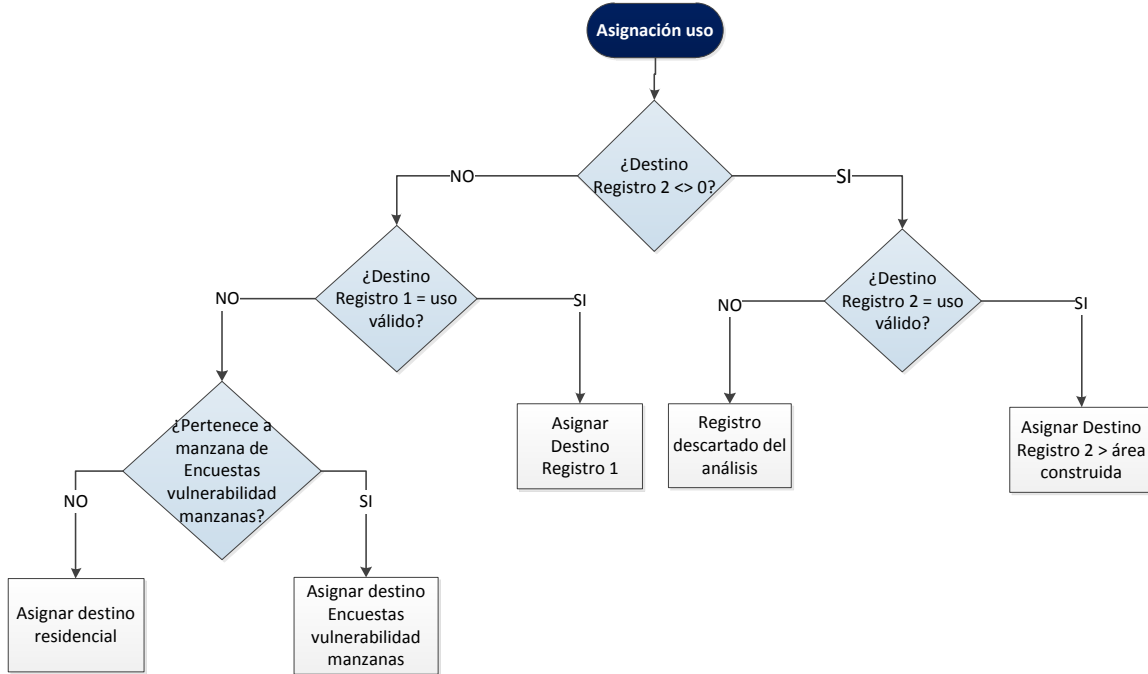 Asignación uso
¿Destino
Registro 2 <> 0?
NO
SI
¿Destino
Registro 1 = uso
válido?
¿Destino
Registro 2 = uso
válido?
NO
SI
NO
SI
¿Pertenece a
manzana de
Encuestas
vulnerabilidad
manzanas?
Asignar
Destino
Registro 1
Registro
descartado del
análisis
Asignar Destino
Registro 2 > área
construida
NO
SI
Asignar destino
residencial
Asignar destino
Encuestas
vulnerabilidad
manzanas